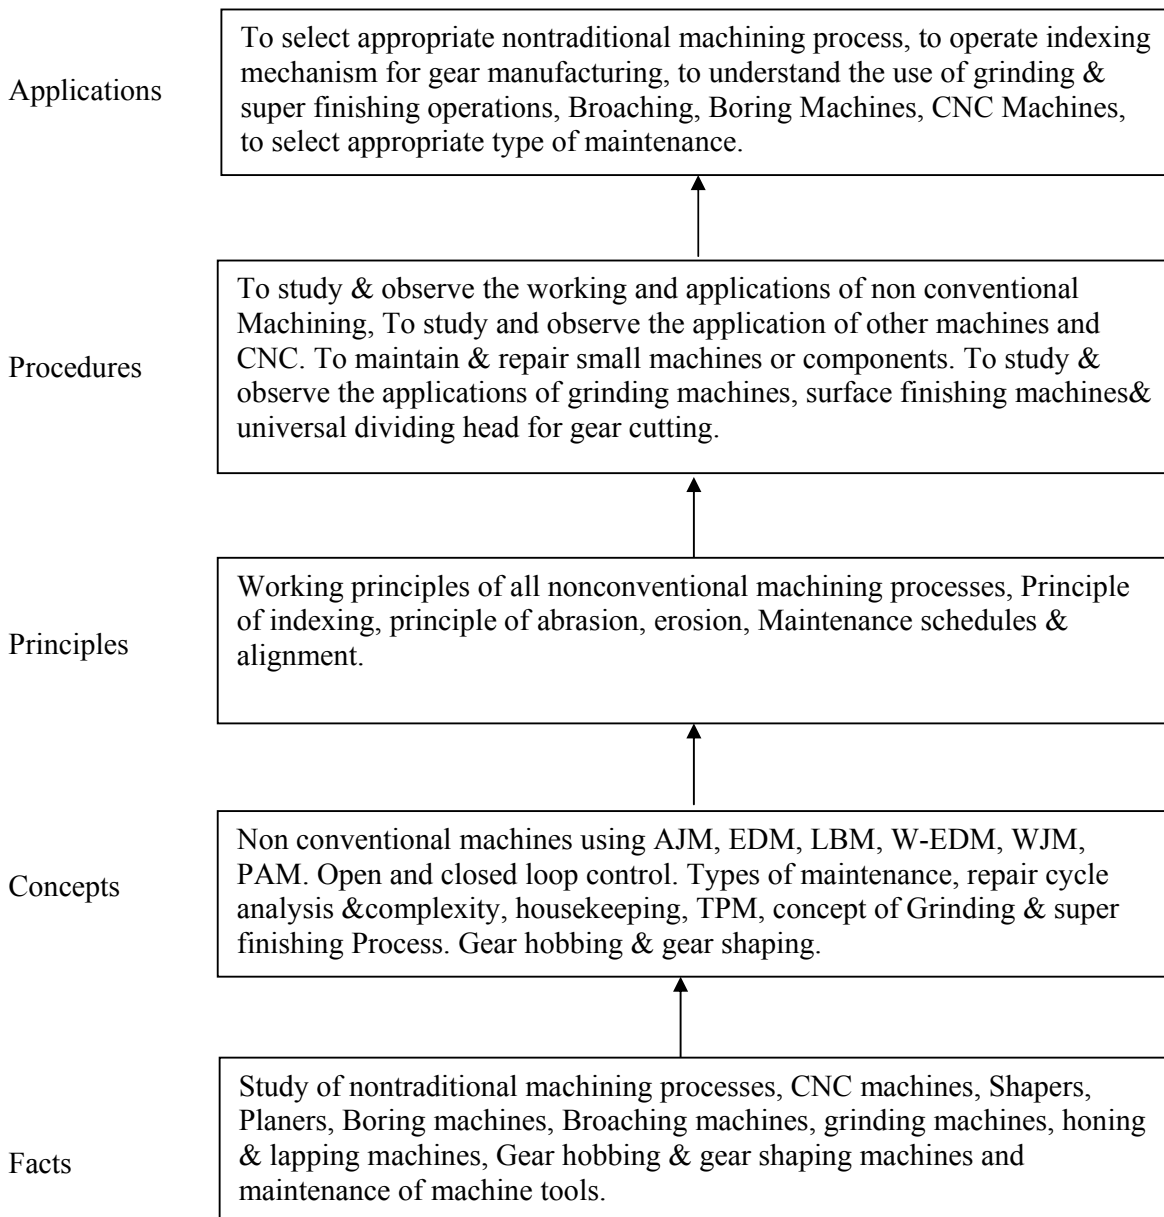 Applications
To select appropriate nontraditional machining process, to operate indexing
mechanism for gear manufacturing, to understand the use of grinding &
super finishing operations, Broaching, Boring Machines, CNC Machines,
to select appropriate type of maintenance.
Procedures
To study & observe the working and applications of non conventional
Machining, To study and observe the application of other machines and
CNC. To maintain & repair small machines or components. To study &
observe the applications of grinding machines, surface finishing machines&
universal dividing head for gear cutting.
Principles
Working principles of all nonconventional machining processes, Principle
of indexing, principle of abrasion, erosion, Maintenance schedules &
alignment.
Concepts
Non conventional machines using AJM, EDM, LBM, W-EDM, WJM,
PAM. Open and closed loop control. Types of maintenance, repair cycle
analysis &complexity, housekeeping, TPM, concept of Grinding & super
finishing Process. Gear hobbing & gear shaping.
Facts
Study of nontraditional machining processes, CNC machines, Shapers,
Planers, Boring machines, Broaching machines, grinding machines, honing
& lapping machines, Gear hobbing & gear shaping machines and
maintenance of machine tools.